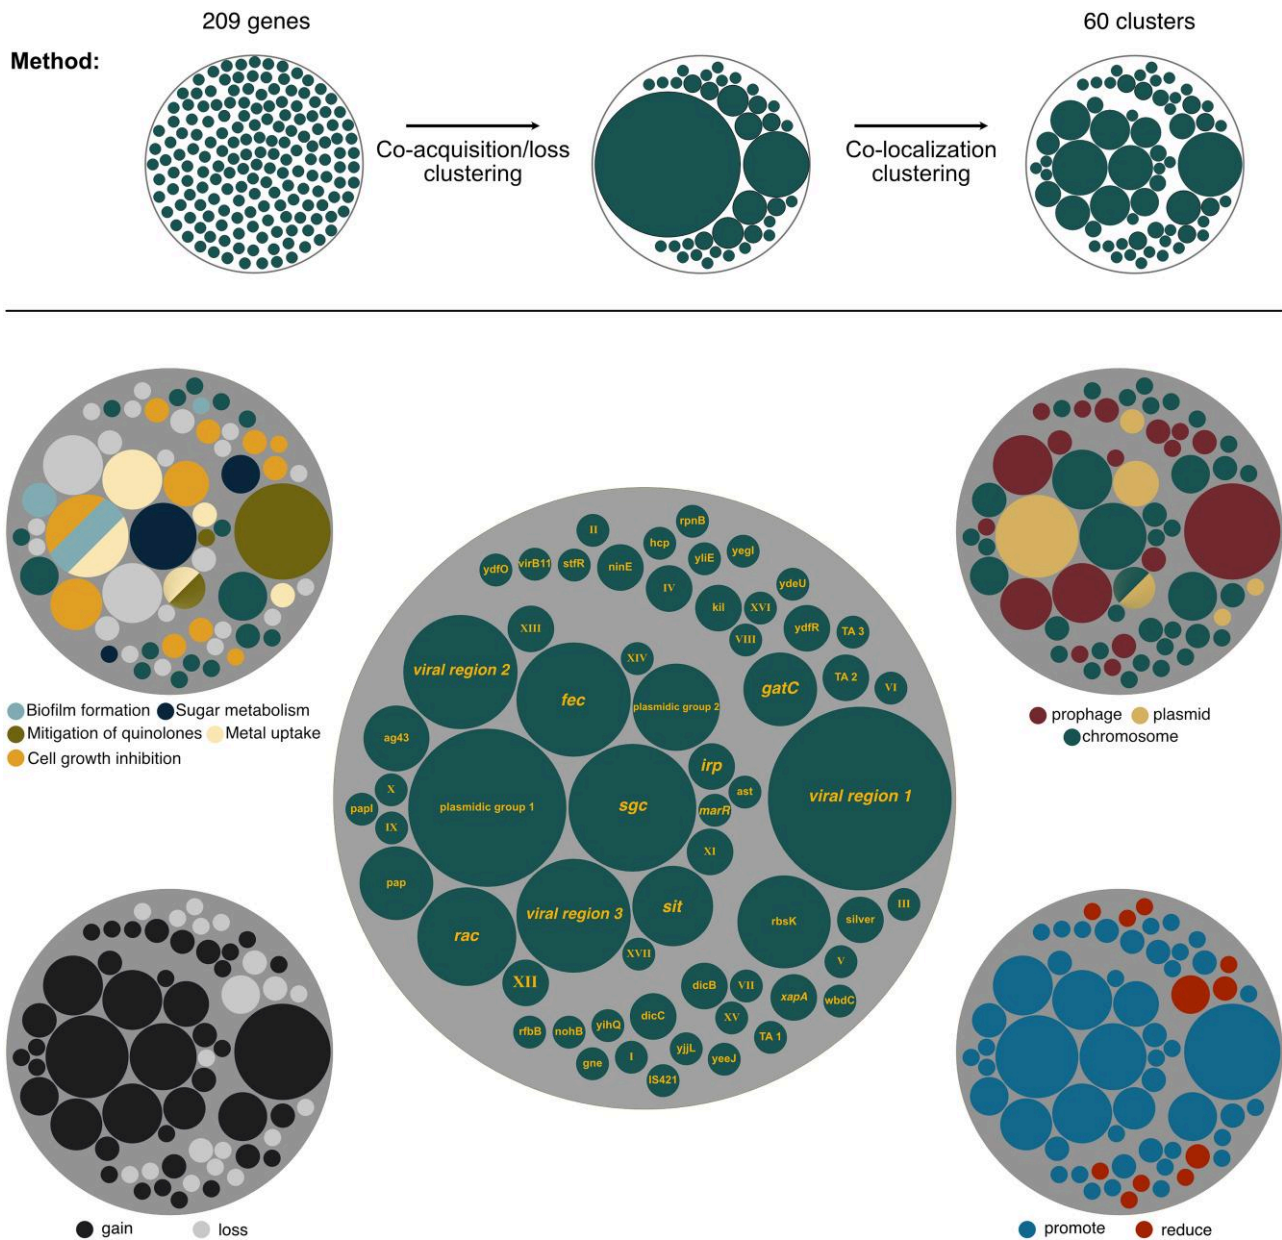 209 genes
60 clusters
Method:
Co-acquisition/loss
clustering
Co-localization
clustering
Biofilm formation
Sugar metabolism
Mitigation of quinolones
Metal uptake
Cell growth inhibition
prophage
plasmid
chromosome
rpnB
II
hcp
yliE
yegI
ydfO
virB11
stfR
ninE
IV
ydeU
kil
XVI
VIII
ydfR
TA 3
XIII
viral region 2
XIV
fec
plasmidic group 2
gatC
TA 2
VI
ag43
irp
X
papI
IX
plasmidic group 1
sgc
ast
marR
viral region 1
XI
pap
rac
viral region 3
sit
rbsK
silver
III
XVII
V
XII
dicB
VII
xapA
wbdC
rfbB
nohB
yihQ
dicC
XV
TA 1
gne
I
yjjL
yeeJ
IS421
gain
loss
promote
reduce